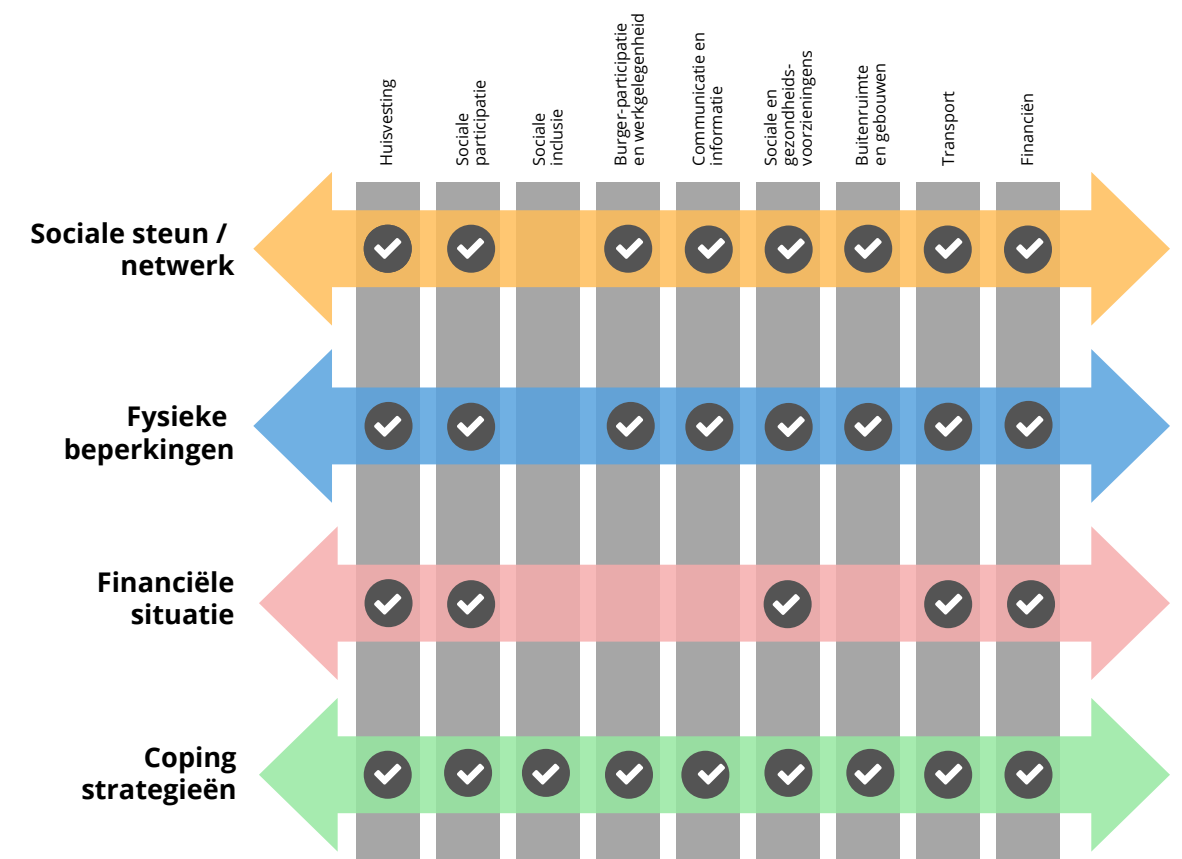 Huisvesting
Sociale
participatie
Sociale
inclusie
Burger-participatie
en werkgelegenheid
Communicatie en
informatie
Sociale en
gezondheids-
voorzieningens
Buitenruimte
en gebouwen
Transport
Financiën
Sociale steun /
netwerk
Fysieke
beperkingen
Financiële
situatie
Coping
strategieën